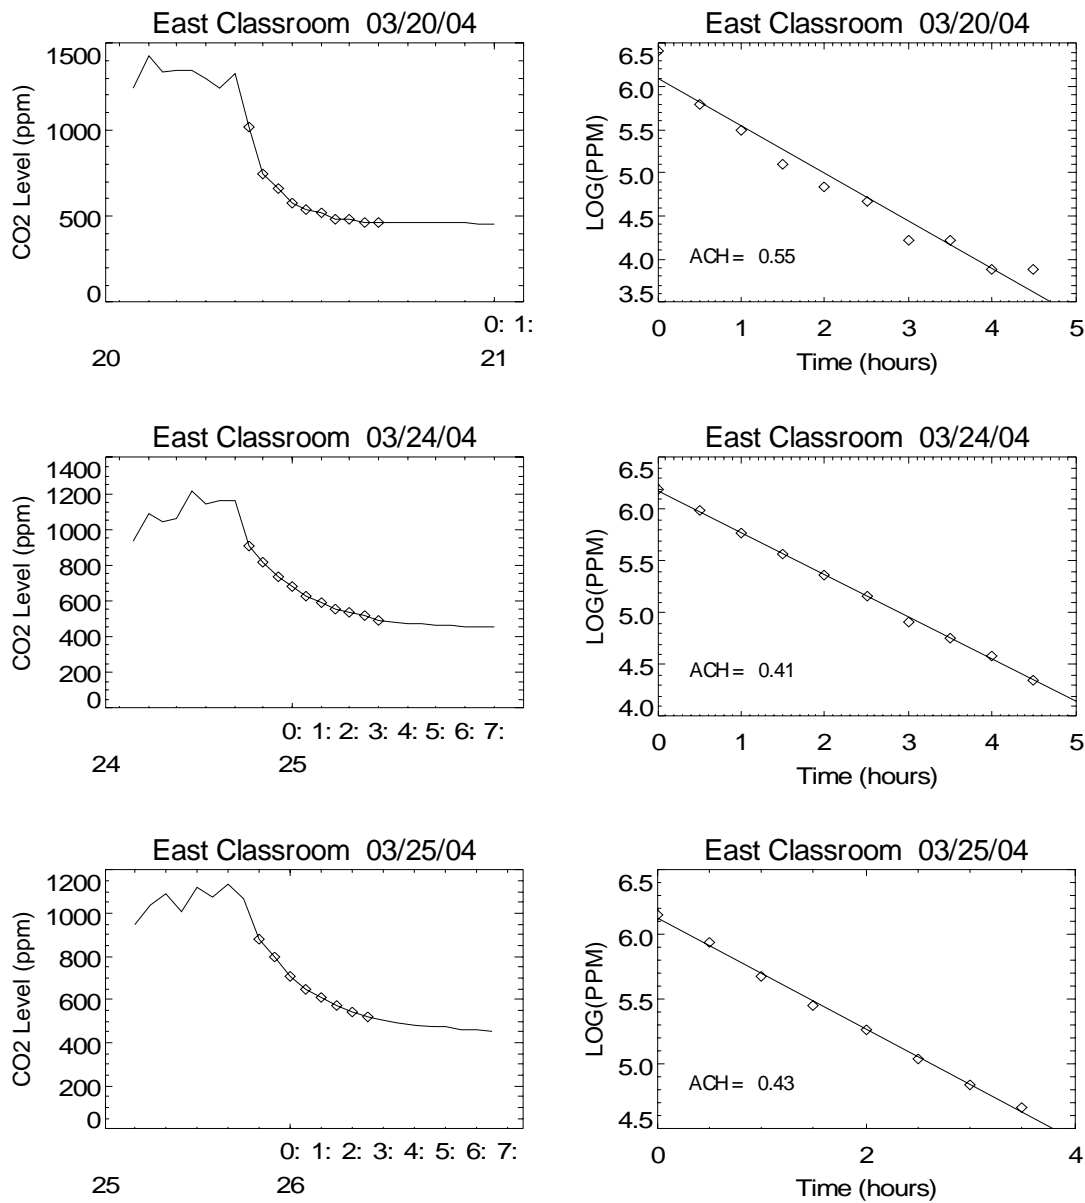 East Classroom 03/20/04
1500
1000
500
0
CO2 Level (ppm)
0: 1:
20 21
East Classroom 03/20/04
6.5
6.0
5.5
5.0
4.5
4.0
3.5
LOG(PPM)
ACH = 0.55
0 1 2 3 4 5
Time (hours)
East Classroom 03/24/04
1400
1200
1000
800
600
400
200
0
CO2 Level (ppm)
0: 1: 2: 3: 4: 5: 6: 7:
24 25
East Classroom 03/24/04
6.5
6.0
5.5
5.0
4.5
4.0
LOG(PPM)
ACH = 0.41
0 1 2 3 4 5
Time (hours)
East Classroom 03/25/04
1200
1000
800
600
400
200
0
CO2 Level (ppm)
0: 1: 2: 3: 4: 5: 6: 7:
25 26
East Classroom 03/25/04
6.5
6.0
5.5
5.0
4.5
LOG(PPM)
ACH = 0.43
0 2 4
Time (hours)